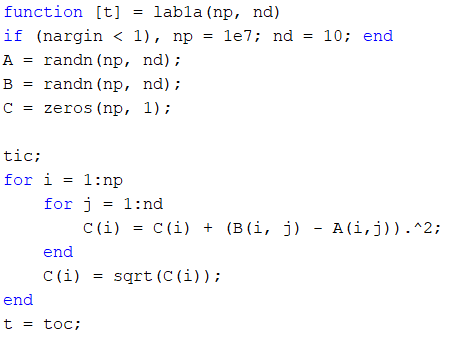 function [t] = lab1a(np, nd)
if (nargin < 1), np = 1e7; nd = 10; end
A = randn(np, nd);
B = randn(np, nd);
C = zeros(np, 1);

tic;
for i = 1:np
    for j = 1:nd
        C(i) = C(i) + (B(i, j) - A(i,j)).^2;
    end
    C(i) = sqrt(C(i));
end
t = toc;